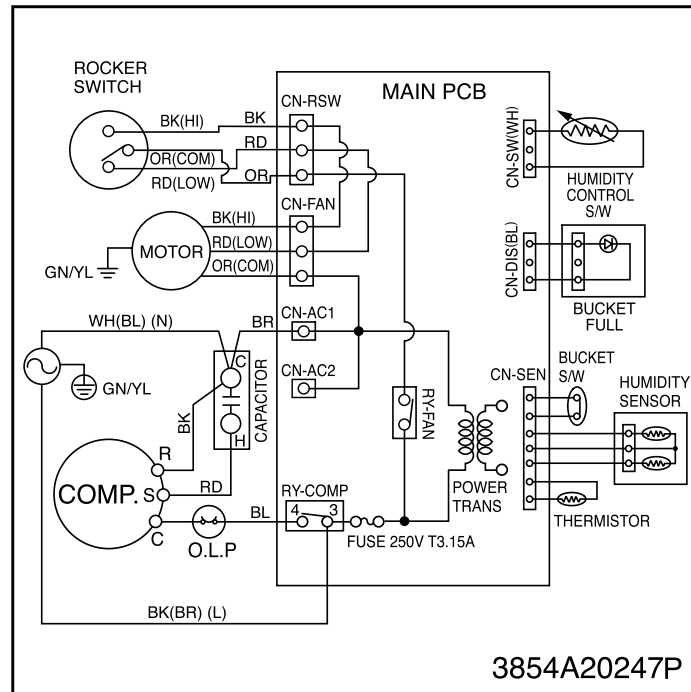 ROCKER
SWITCH
MAIN PCB
CN-RSW
BK(HI)
BK
OR(COM)
RD
RD(LOW)
OR
CN-SW(WH)
HUMIDITY
CONTROL
S/W
CN-FAN
BK(HI)
MOTOR
RD(LOW)
OR(COM)
GN/YL
CN-DIS(BL)
BUCKET
FULL
WH(BL) (N)
BR
CN-AC1
CN-AC2
C
H
CAPACITOR
GN/YL
BK
RY-FAN
CN-SEN
BUCKET
S/W
HUMIDITY
SENSOR
POWER
TRANS
THERMISTOR
COMP.
R
S
C
RD
RY-COMP
4
3
BL
O.L.P
FUSE 250V T3.15A
BK(BR) (L)
3854A20247P